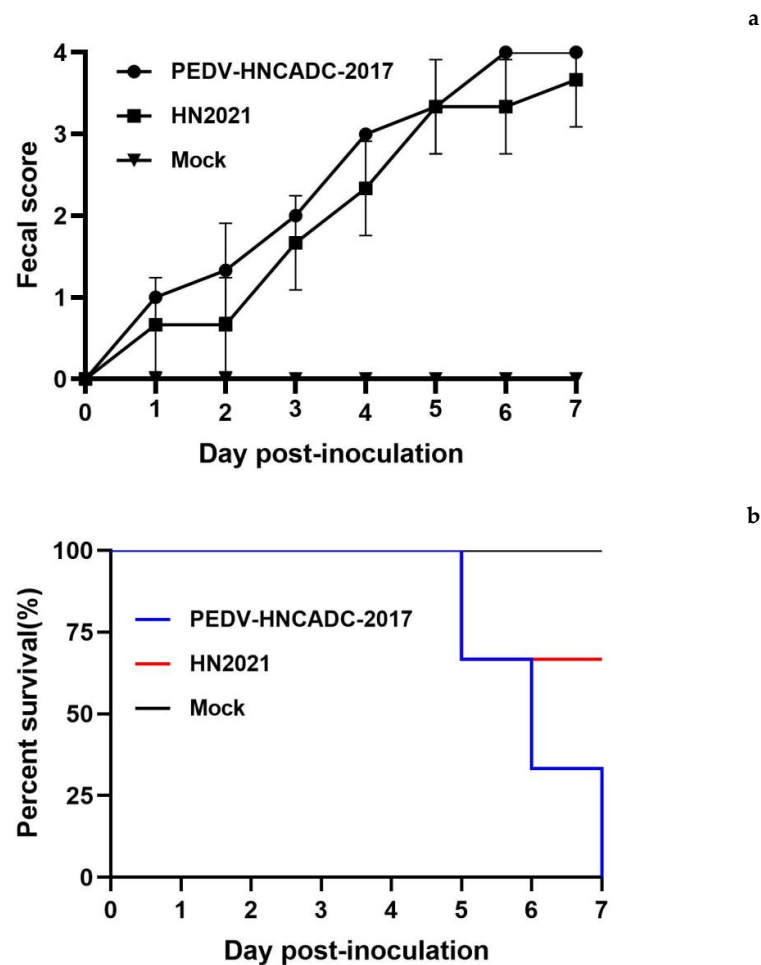 a
4
PEDV-HNCADC-2017
HN2021
3
Mock
Fecal score
2
1
0
0 1 2 3 4 5 6 7
Day post-inoculation
b
100
PEDV-HNCADC-2017
75
HN2021
Percent survival(%)
Mock
50
25
0
0 1 2 3 4 5 6 7
Day post-inoculation